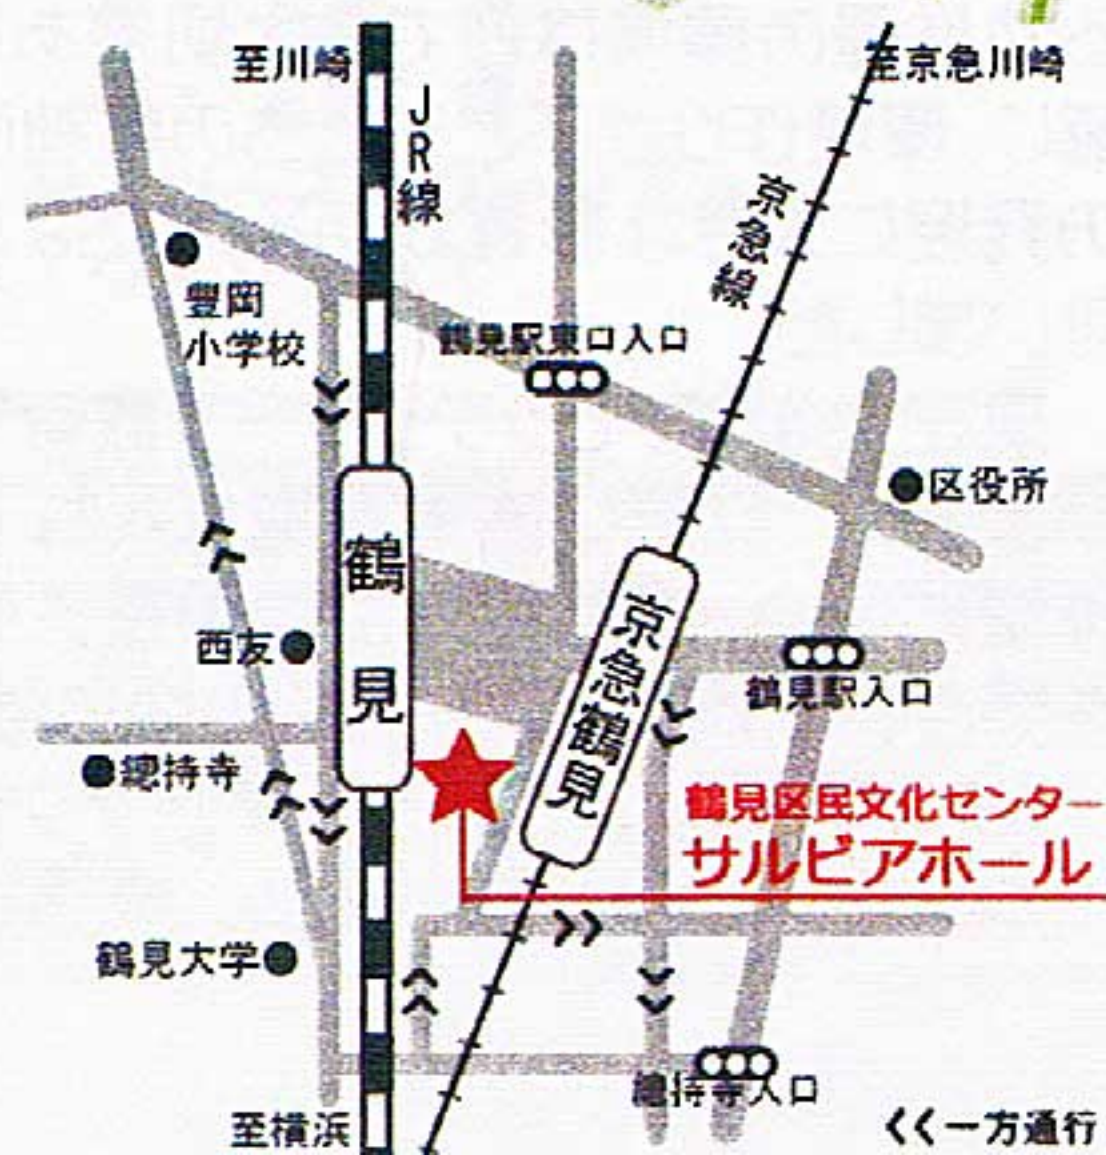 至川崎
至京急川崎
JR線
京急線
豊岡
小学校
鶴見駅東口入口
区役所
鶴見
京急鶴見
西友
鶴見駅入口
總持寺
鶴見区民文化センター
サルビアホール
鶴見大学
總持寺入口
至横浜
<<一方通行